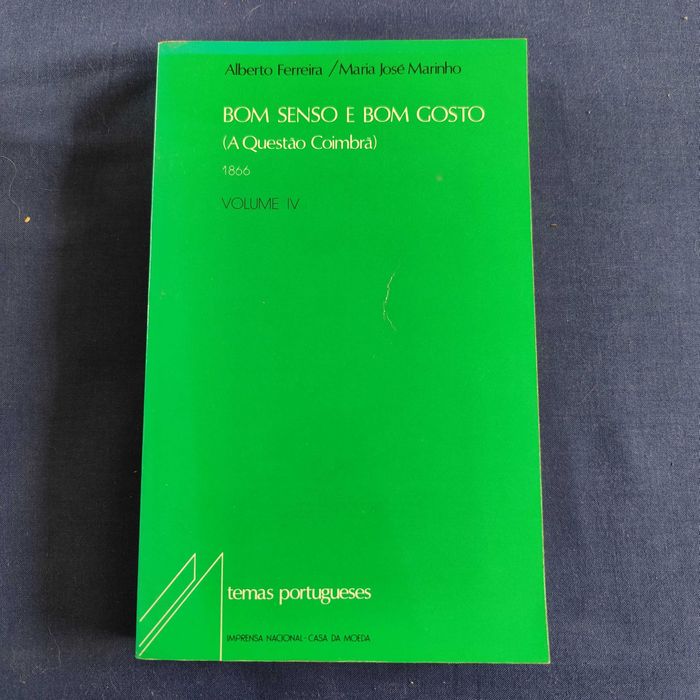 Alberto Ferreira / Maria José Marinho
BOM SENSO E BOM GOSTO
(A Questão Coimbrã)
1866
VOLUME IV
temas portugueses
IMPRENSA NACIONAL - CASA DA MOEDA